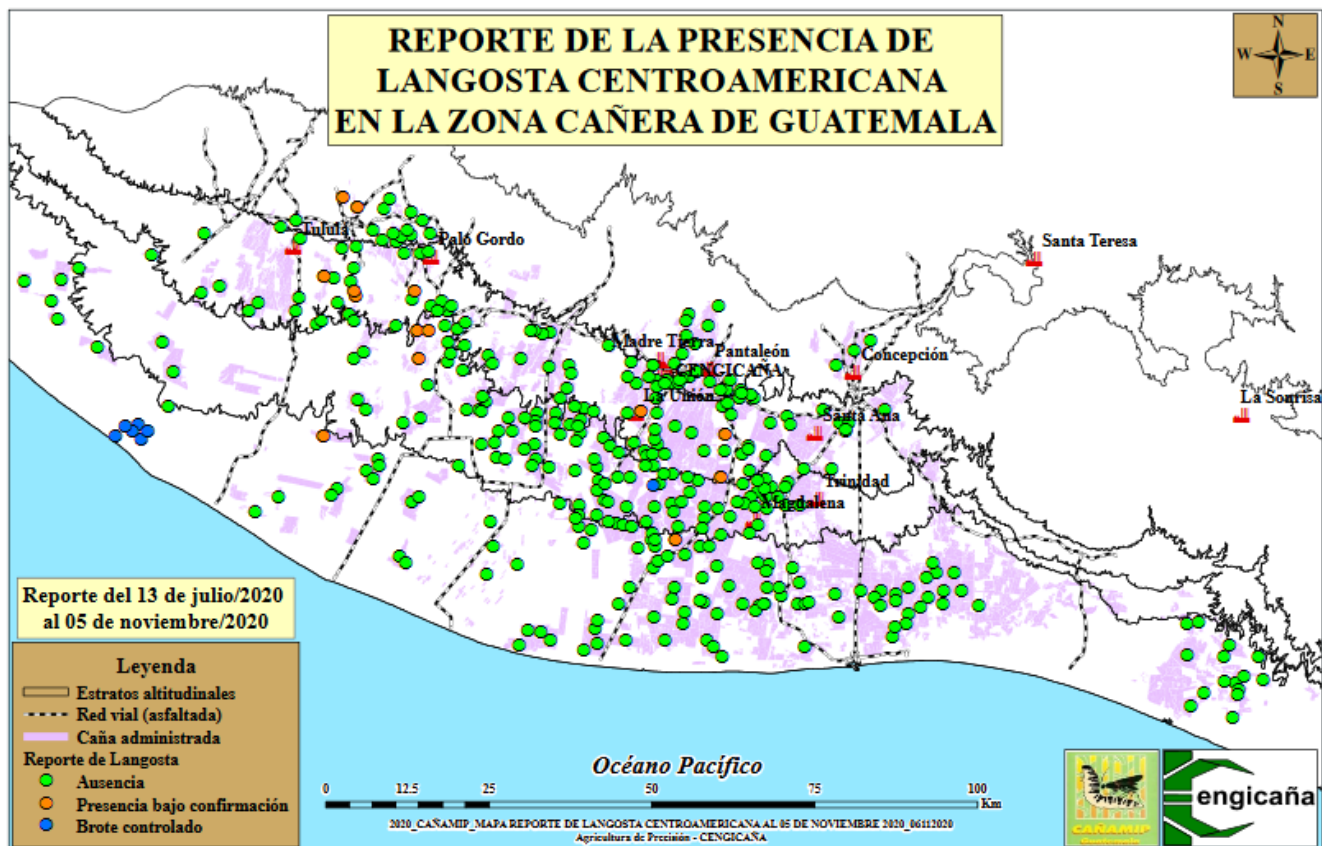 REPORTE DE LA PRESENCIA DE
LANGOSTA CENTROAMERICANA
EN LA ZONA CAÑERA DE GUATEMALA
N
W E
S
Tululá
Palo Gordo
Santa Teresa
Madre Tierra
Pantaleón
CENGICAÑA
Concepción
La Unión
Santa Ana
La Sonrisa
Trinidad
Magdalena
Reporte del 13 de julio/2020
al 05 de noviembre/2020
Leyenda
Estratos altitudinales
Red vial (asfaltada)
Caña administrada
Reporte de Langosta
Ausencia
Presencia bajo confirmación
Brote controlado
Océano Pacífico
0 12.5 25 50 75 100
Km
2020_CAÑAMIP_MAPA REPORTE DE LANGOSTA CENTROAMERICANA AL 05 DE NOVIEMBRE 2020_06112020
Agricultura de Precisión - CENGICAÑA
CAÑAMIP
Guatemala
engicaña